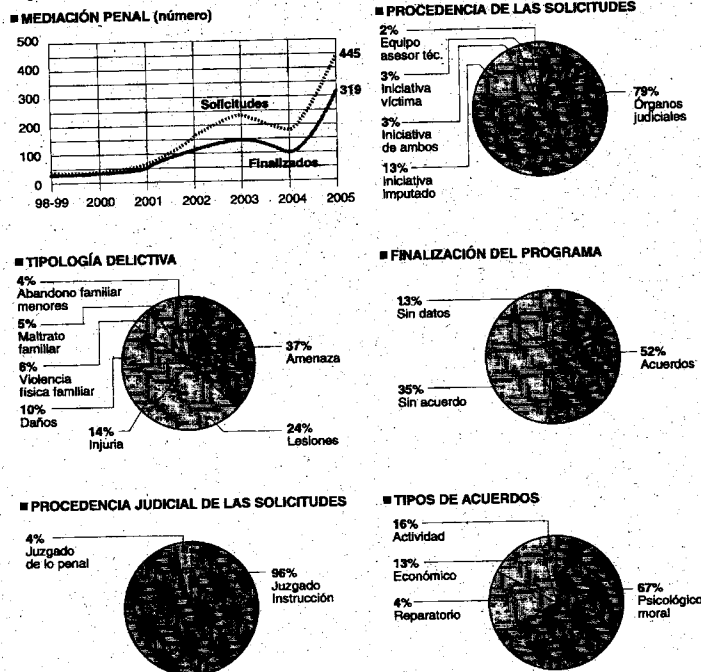 ■ MEDIACIÓN PENAL (número)
500
400
300
200
100
0
445
319
Solicitudes
Finalizados
98-99 2000 2001 2002 2003 2004 2005
■ PROCEDENCIA DE LAS SOLICITUDES
2%
Equipo
asesor téc.
3%
Iniciativa
víctima
3%
Iniciativa
de ambos
13%
Iniciativa
imputado
79%
Órganos
judiciales
■ TIPOLOGÍA DELICTIVA
4%
Abandono familiar
menores
5%
Maltrato
familiar
6%
Violencia
física familiar
10%
Daños
14%
Injuria
37%
Amenaza
24%
Lesiones
■ FINALIZACIÓN DEL PROGRAMA
13%
Sin datos
35%
Sin acuerdo
52%
Acuerdos
■ PROCEDENCIA JUDICIAL DE LAS SOLICITUDES
4%
Juzgado
de lo penal
96%
Juzgado
Instrucción
■ TIPOS DE ACUERDOS
16%
Actividad
13%
Económico
4%
Reparatorio
67%
Psicológico
moral